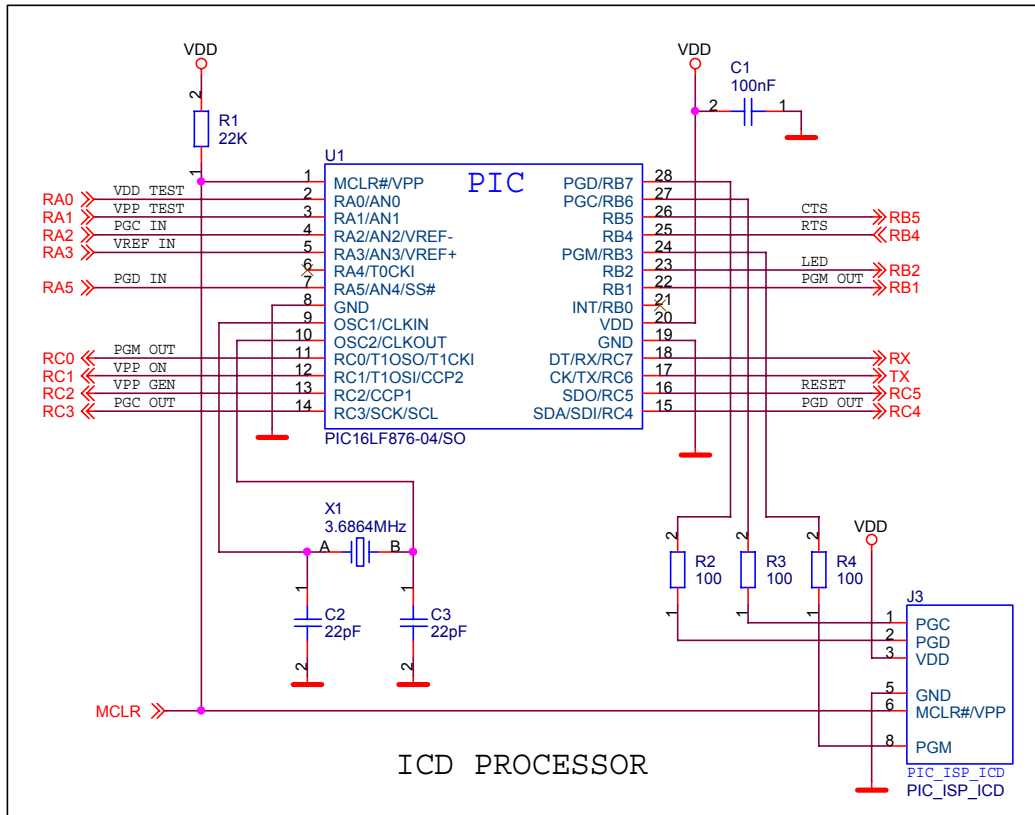 VDD
VDD
C1
100nF
2
1
2
R1
22K
1
U1
PIC
1 MCLR#/VPP
PGD/RB7 28
RA0 VDD TEST 2 RA0/AN0
PGC/RB6 27
RA1 VPP TEST 3 RA1/AN1
RB5 26 CTS RB5
RA2 PGC IN 4 RA2/AN2/VREF-
RB4 25 RTS RB4
RA3 VREF IN 5 RA3/AN3/VREF+
PGM/RB3 24
6 RA4/T0CKI
RB2 23 LED RB2
RA5 PGD IN 7 RA5/AN4/SS#
RB1 22 PGM OUT RB1
8 GND
INT/RB0 21
9 OSC1/CLKIN
VDD 20
10 OSC2/CLKOUT
GND 19
RC0 PGM OUT 11 RC0/T1OSO/T1CKI
DT/RX/RC7 18 RX
RC1 VPP ON 12 RC1/T1OSI/CCP2
CK/TX/RC6 17 TX
RC2 VPP GEN 13 RC2/CCP1
SDO/RC5 16 RESET RC5
RC3 PGC OUT 14 RC3/SCK/SCL
SDA/SDI/RC4 15 PGD OUT RC4
PIC16LF876-04/SO
X1
3.6864MHz
A B
1
C2
22pF
2
1
C3
22pF
2
2
R2
100
1
2
R3
100
1
2
R4
100
1
VDD
J3
1 PGC
2 PGD
3 VDD
5 GND
6 MCLR#/VPP
8 PGM
PIC_ISP_ICD
PIC_ISP_ICD
MCLR
ICD PROCESSOR